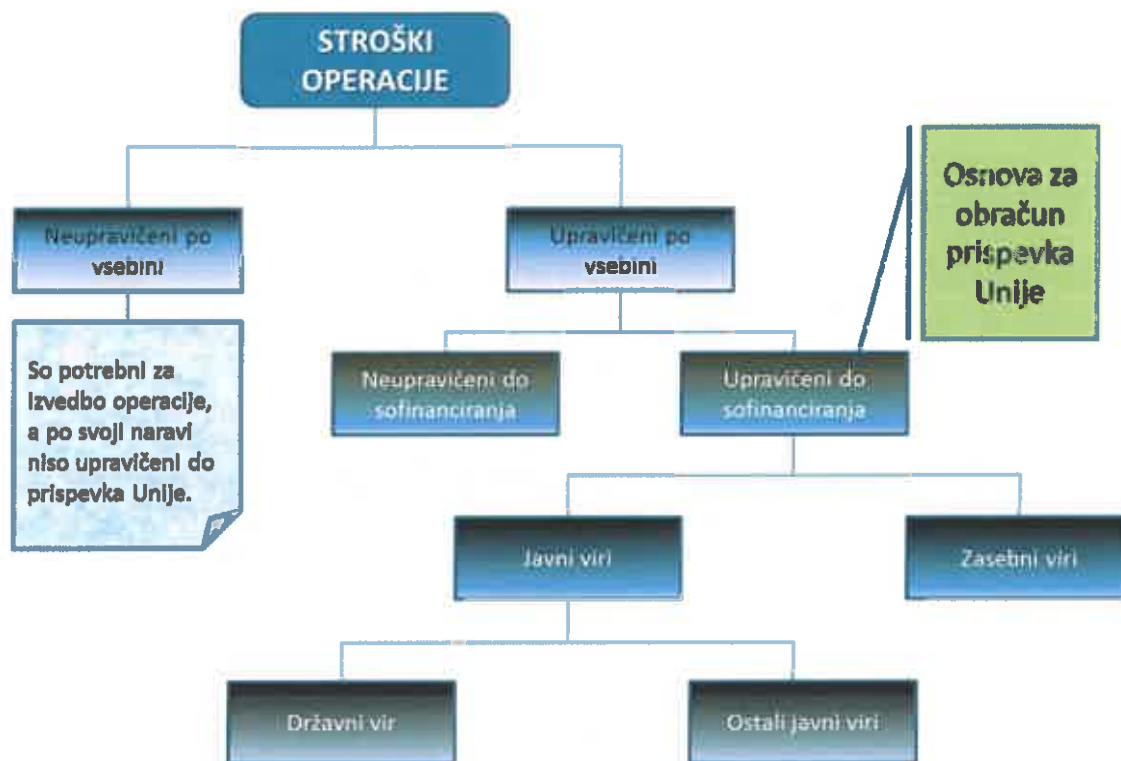 STROŠKI
OPERACIJE
Neupravičeni po
vsebini
Upravičeni po
vsebini
Osnova za
obračun
prispevka
Unije
So potrebni za
izvedbo operacije,
a po svoji naravi
niso upravičeni do
prispevka Unije.
Neupravičeni do
sofinanciranja
Upravičeni do
sofinanciranja
Javni viri
Zasebni viri
Državni vir
Ostali javni viri